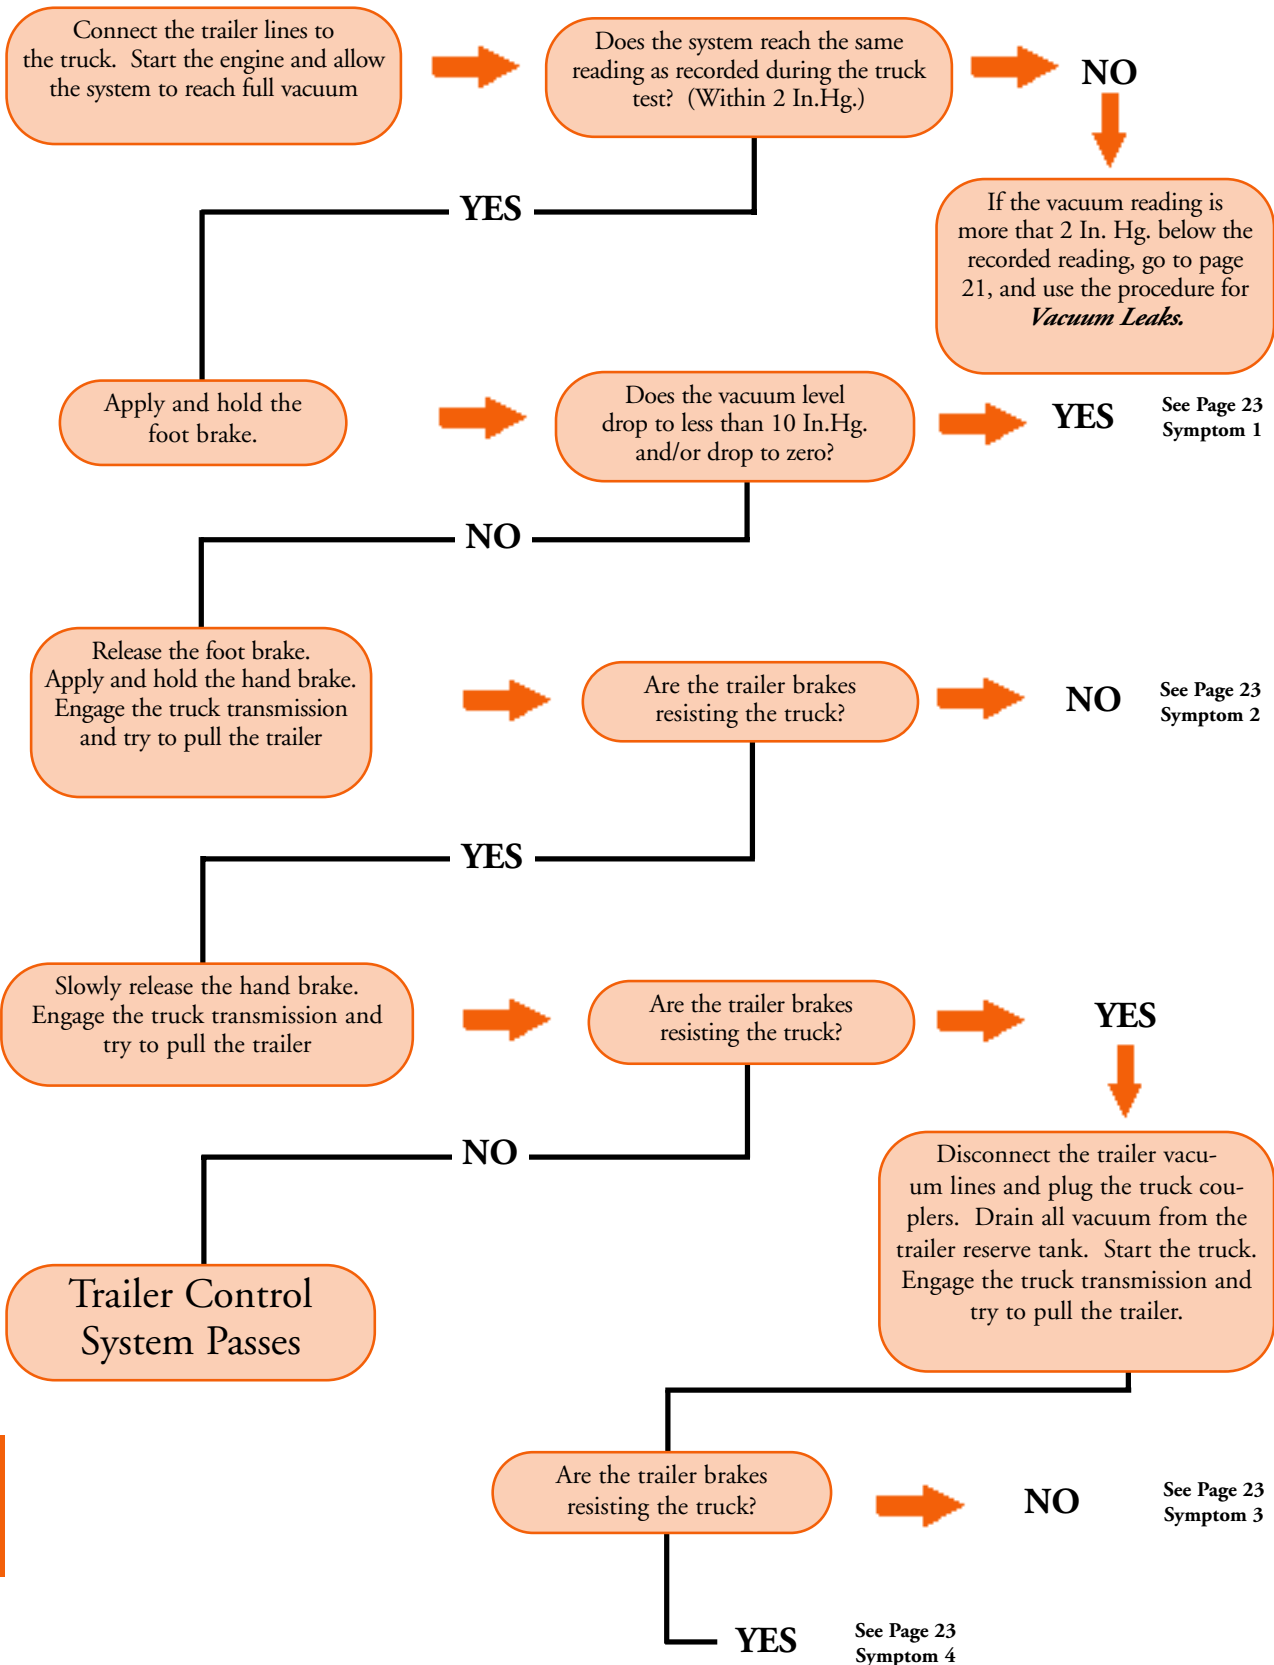 Connect the trailer lines to
the truck. Start the engine and allow
the system to reach full vacuum
Does the system reach the same
reading as recorded during the truck
test? (Within 2 In.Hg.)
NO
If the vacuum reading is
more that 2 In. Hg. below the
recorded reading, go to page
21, and use the procedure for
Vacuum Leaks.
YES
Apply and hold the
foot brake.
Does the vacuum level
drop to less than 10 In.Hg.
and/or drop to zero?
YES
See Page 23
Symptom 1
NO
Release the foot brake.
Apply and hold the hand brake.
Engage the truck transmission
and try to pull the trailer
Are the trailer brakes
resisting the truck?
NO
See Page 23
Symptom 2
YES
Slowly release the hand brake.
Engage the truck transmission and
try to pull the trailer
Are the trailer brakes
resisting the truck?
YES
Disconnect the trailer vacu-
um lines and plug the truck cou-
plers. Drain all vacuum from the
trailer reserve tank. Start the truck.
Engage the truck transmission and
try to pull the trailer.
NO
Trailer Control
System Passes
Are the trailer brakes
resisting the truck?
NO
See Page 23
Symptom 3
YES
See Page 23
Symptom 4